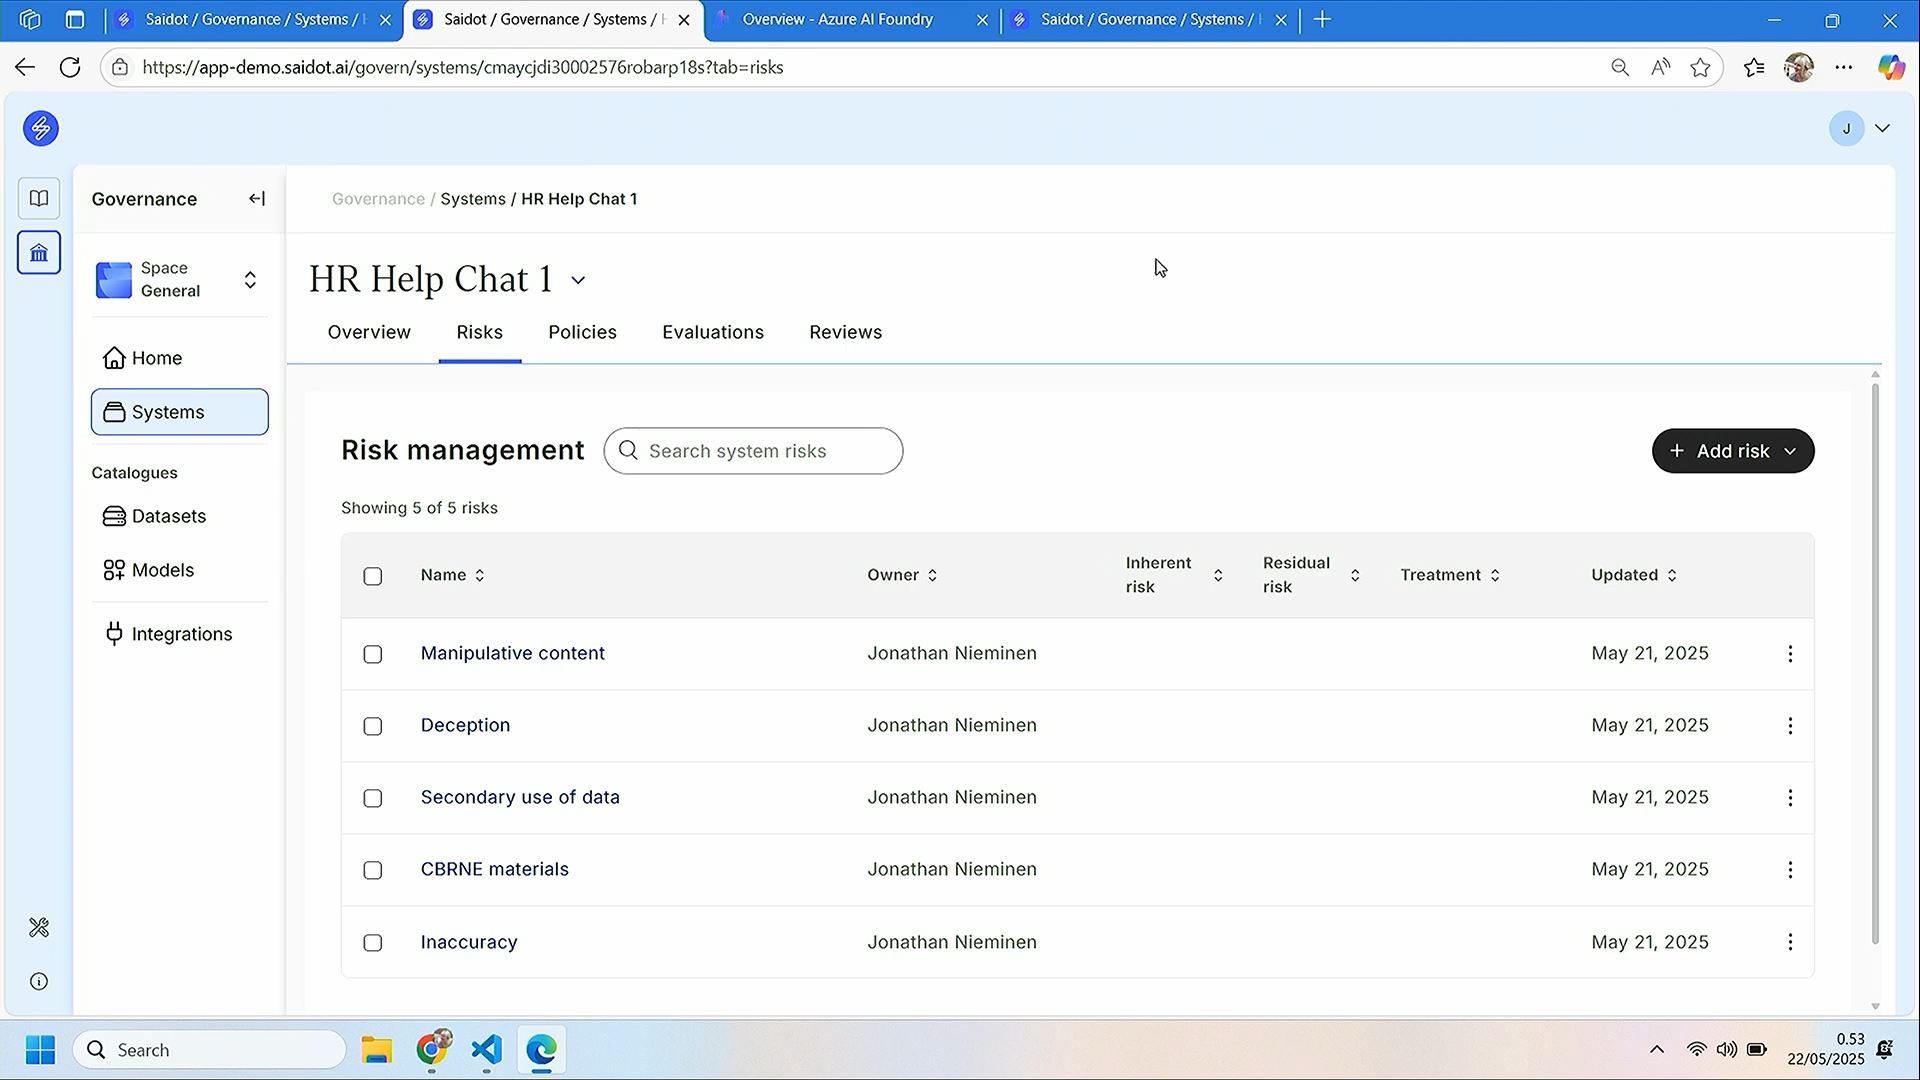 Saidot / Governance / Systems /
Saidot / Governance / Systems /
Overview - Azure AI Foundry
Saidot / Governance / Systems /
https://app-demo.saidot.ai/govern/systems/cmaycjdi30002576robarp18s?tab=risks
J
Governance
Governance / Systems / HR Help Chat 1
Space
General
HR Help Chat 1
Overview
Risks
Policies
Evaluations
Reviews
Home
Systems
Catalogues
Datasets
Models
Integrations
Risk management
Search system risks
+ Add risk
Showing 5 of 5 risks
Name
Owner
Inherent
risk
Residual
risk
Treatment
Updated
Manipulative content
Jonathan Nieminen
May 21, 2025
Deception
Jonathan Nieminen
May 21, 2025
Secondary use of data
Jonathan Nieminen
May 21, 2025
CBRNE materials
Jonathan Nieminen
May 21, 2025
Inaccuracy
Jonathan Nieminen
May 21, 2025
Search
0.53
22/05/2025